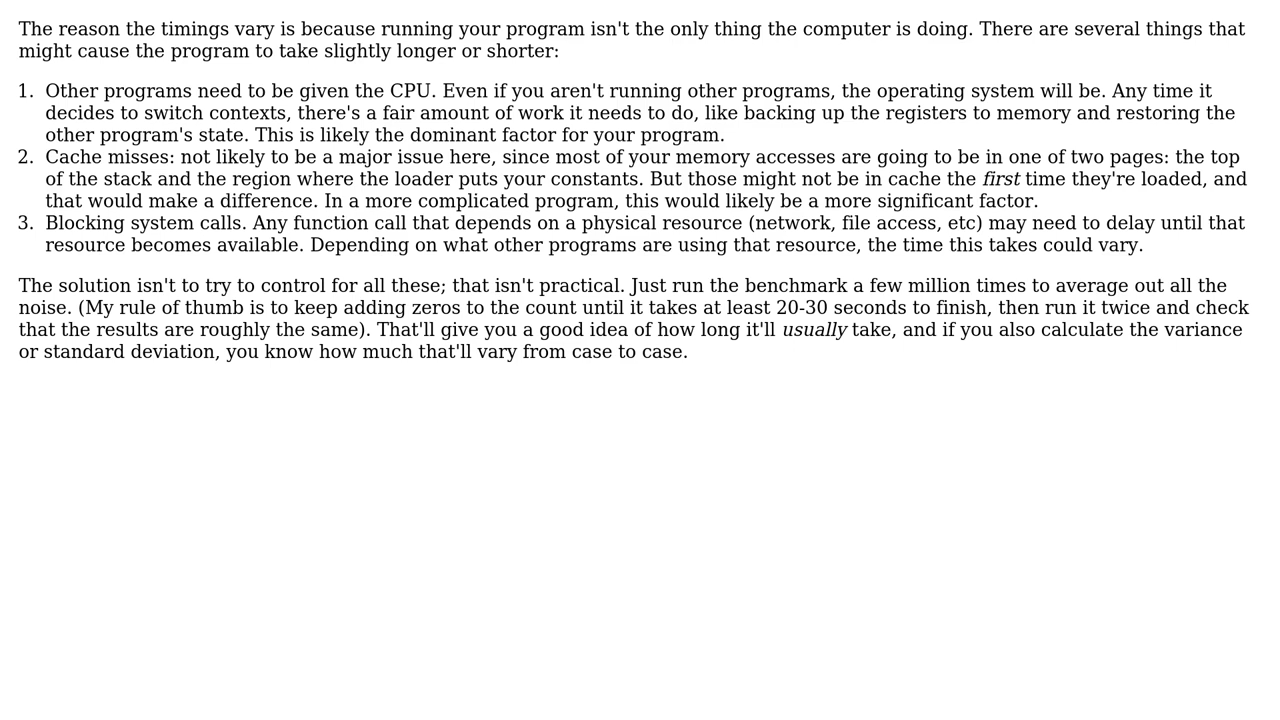 The reason the timings vary is because running your program isn't the only thing the computer is doing. There are several things that
might cause the program to take slightly longer or shorter:
1. Other programs need to be given the CPU. Even if you aren't running other programs, the operating system will be. Any time it
decides to switch contexts, there's a fair amount of work it needs to do, like backing up the registers to memory and restoring the
other program's state. This is likely the dominant factor for your program.
2. Cache misses: not likely to be a major issue here, since most of your memory accesses are going to be in one of two pages: the top
of the stack and the region where the loader puts your constants. But those might not be in cache the first time they're loaded, and
that would make a difference. In a more complicated program, this would likely be a more significant factor.
3. Blocking system calls. Any function call that depends on a physical resource (network, file access, etc) may need to delay until that
resource becomes available. Depending on what other programs are using that resource, the time this takes could vary.
The solution isn't to try to control for all these; that isn't practical. Just run the benchmark a few million times to average out all the
noise. (My rule of thumb is to keep adding zeros to the count until it takes at least 20-30 seconds to finish, then run it twice and check
that the results are roughly the same). That'll give you a good idea of how long it'll usually take, and if you also calculate the variance
or standard deviation, you know how much that'll vary from case to case.